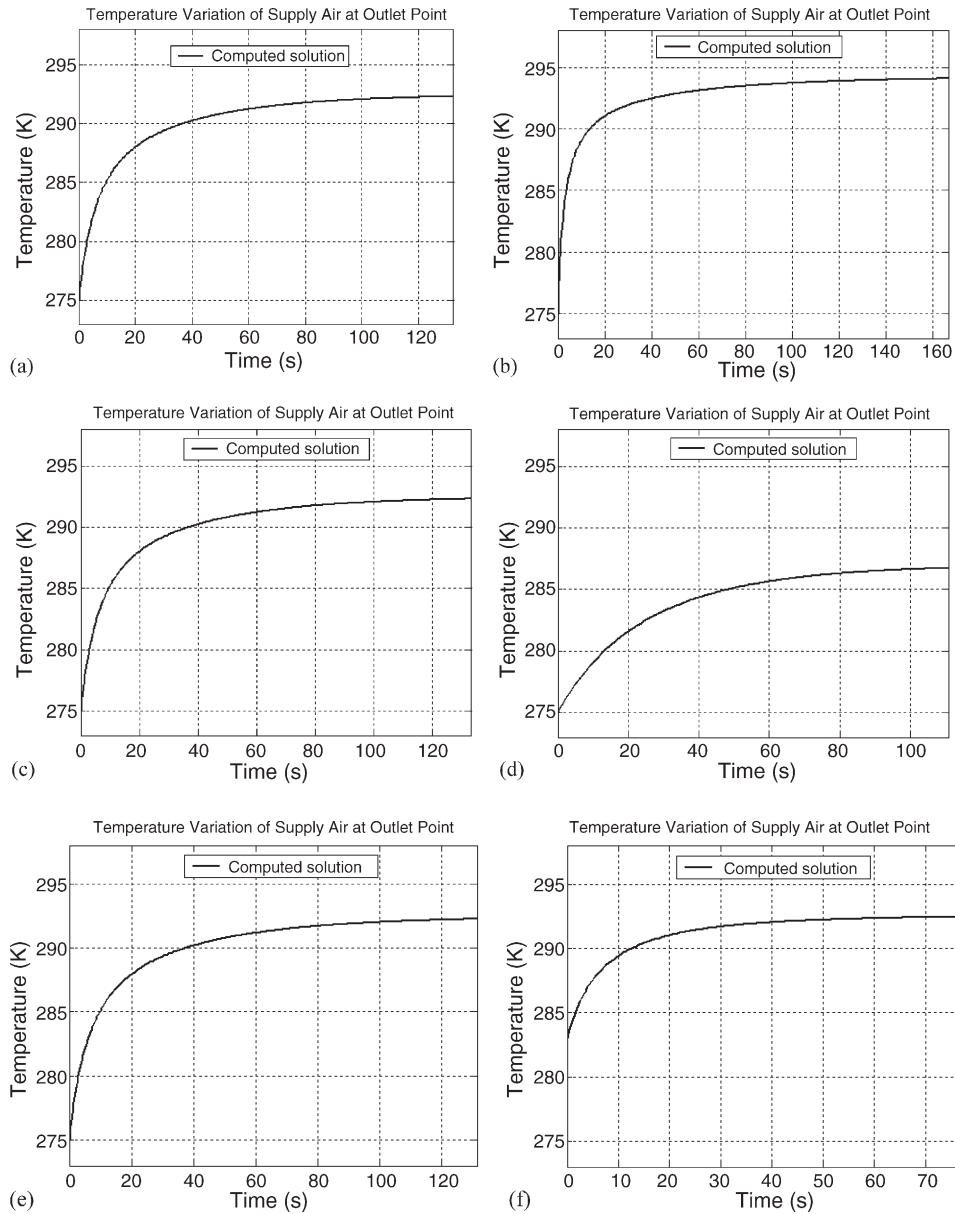 Temperature Variation of Supply Air at Outlet Point
Computed solution
295
290
285
280
275
Temperature (K)
0 20 40 60 80 100 120
Time (s)
(a)
Temperature Variation of Supply Air at Outlet Point
Computed solution
295
290
285
280
275
Temperature (K)
0 20 40 60 80 100 120 140 160
Time (s)
(b)
Temperature Variation of Supply Air at Outlet Point
Computed solution
295
290
285
280
275
Temperature (K)
0 20 40 60 80 100 120
Time (s)
(c)
Temperature Variation of Supply Air at Outlet Point
Computed solution
295
290
285
280
275
Temperature (K)
0 20 40 60 80 100
Time (s)
(d)
Temperature Variation of Supply Air at Outlet Point
Computed solution
295
290
285
280
275
Temperature (K)
0 20 40 60 80 100 120
Time (s)
(e)
Temperature Variation of Supply Air at Outlet Point
Computed solution
295
290
285
280
275
Temperature (K)
0 10 20 30 40 50 60 70
Time (s)
(f)